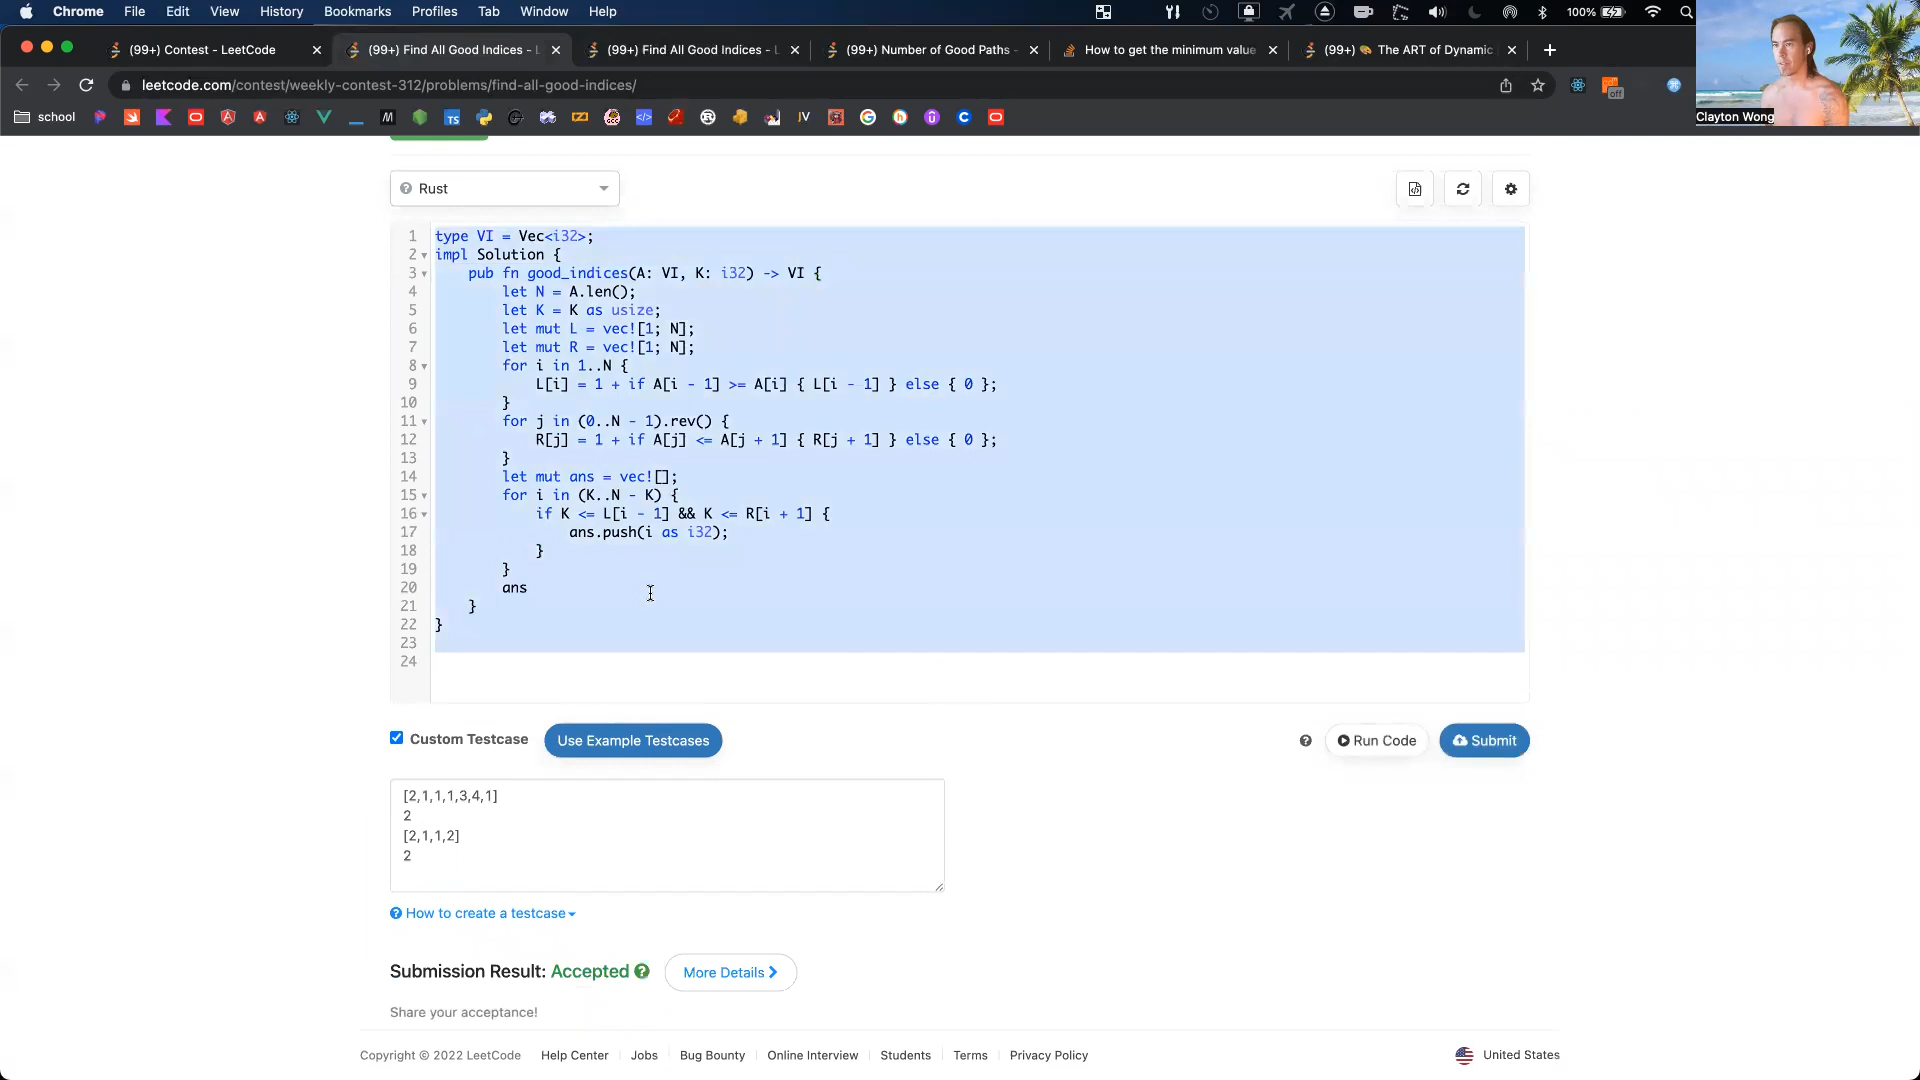 Chrome File Edit View History Bookmarks Profiles Tab Window Help 100%
(99+) Contest - LeetCode
(99+) Find All Good Indices - L
(99+) Find All Good Indices - L
(99+) Number of Good Paths -
How to get the minimum value
(99+) 🎨 The ART of Dynamic
leetcode.com/contest/weekly-contest-312/problems/find-all-good-indices/
off
Clayton Wong
school
M
TS
JV
Rust
1 type VI = Vec<i32>;
2 impl Solution {
3 pub fn good_indices(A: VI, K: i32) -> VI {
4 let N = A.len();
5 let K = K as usize;
6 let mut L = vec![1; N];
7 let mut R = vec![1; N];
8 for i in 1..N {
9 L[i] = 1 + if A[i - 1] >= A[i] { L[i - 1] } else { 0 };
10 }
11 for j in (0..N - 1).rev() {
12 R[j] = 1 + if A[j] <= A[j + 1] { R[j + 1] } else { 0 };
13 }
14 let mut ans = vec![];
15 for i in (K..N - K) {
16 if K <= L[i - 1] && K <= R[i + 1] {
17 ans.push(i as i32);
18 }
19 }
20 ans
21 }
22 }
23
24
Custom Testcase Use Example Testcases Run Code Submit
[2,1,1,1,3,4,1]
2
[2,1,1,2]
2
How to create a testcase
Submission Result: Accepted More Details
Share your acceptance!
Copyright © 2022 LeetCode Help Center Jobs Bug Bounty Online Interview Students Terms Privacy Policy United States